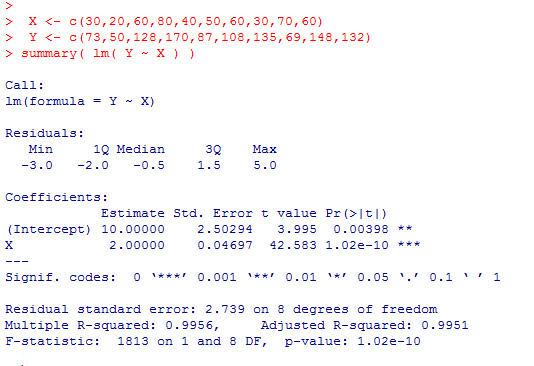 >
>  X <- c(30,20,60,80,40,50,60,30,70,60)
>  Y <- c(73,50,128,170,87,108,135,69,148,132)
> summary( lm( Y ~ X ) )
Call:
lm(formula = Y ~ X)
Residuals:
   Min     1Q Median     3Q    Max
  -3.0   -2.0   -0.5    1.5    5.0
Coefficients:
            Estimate Std. Error t value Pr(>|t|)
(Intercept) 10.00000    2.50294   3.995  0.00398 **
X            2.00000    0.04697  42.583 1.02e-10 ***
---
Signif. codes:  0 ‘***’ 0.001 ‘**’ 0.01 ‘*’ 0.05 ‘.’ 0.1 ‘ ’ 1
Residual standard error: 2.739 on 8 degrees of freedom
Multiple R-squared: 0.9956,     Adjusted R-squared: 0.9951
F-statistic:  1813 on 1 and 8 DF,  p-value: 1.02e-10